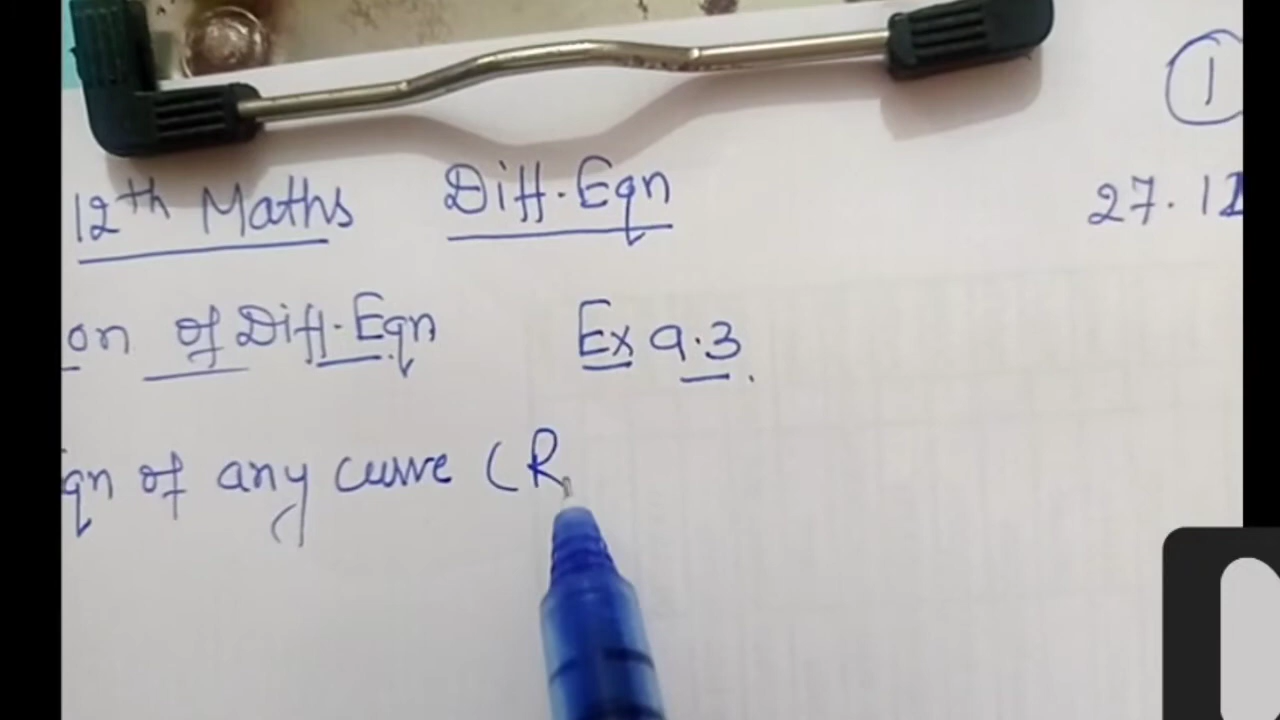 1
12th Maths Diff. Eqn
27.12
on of Diff. Eqn Ex 9.3.
qn of any curve (R